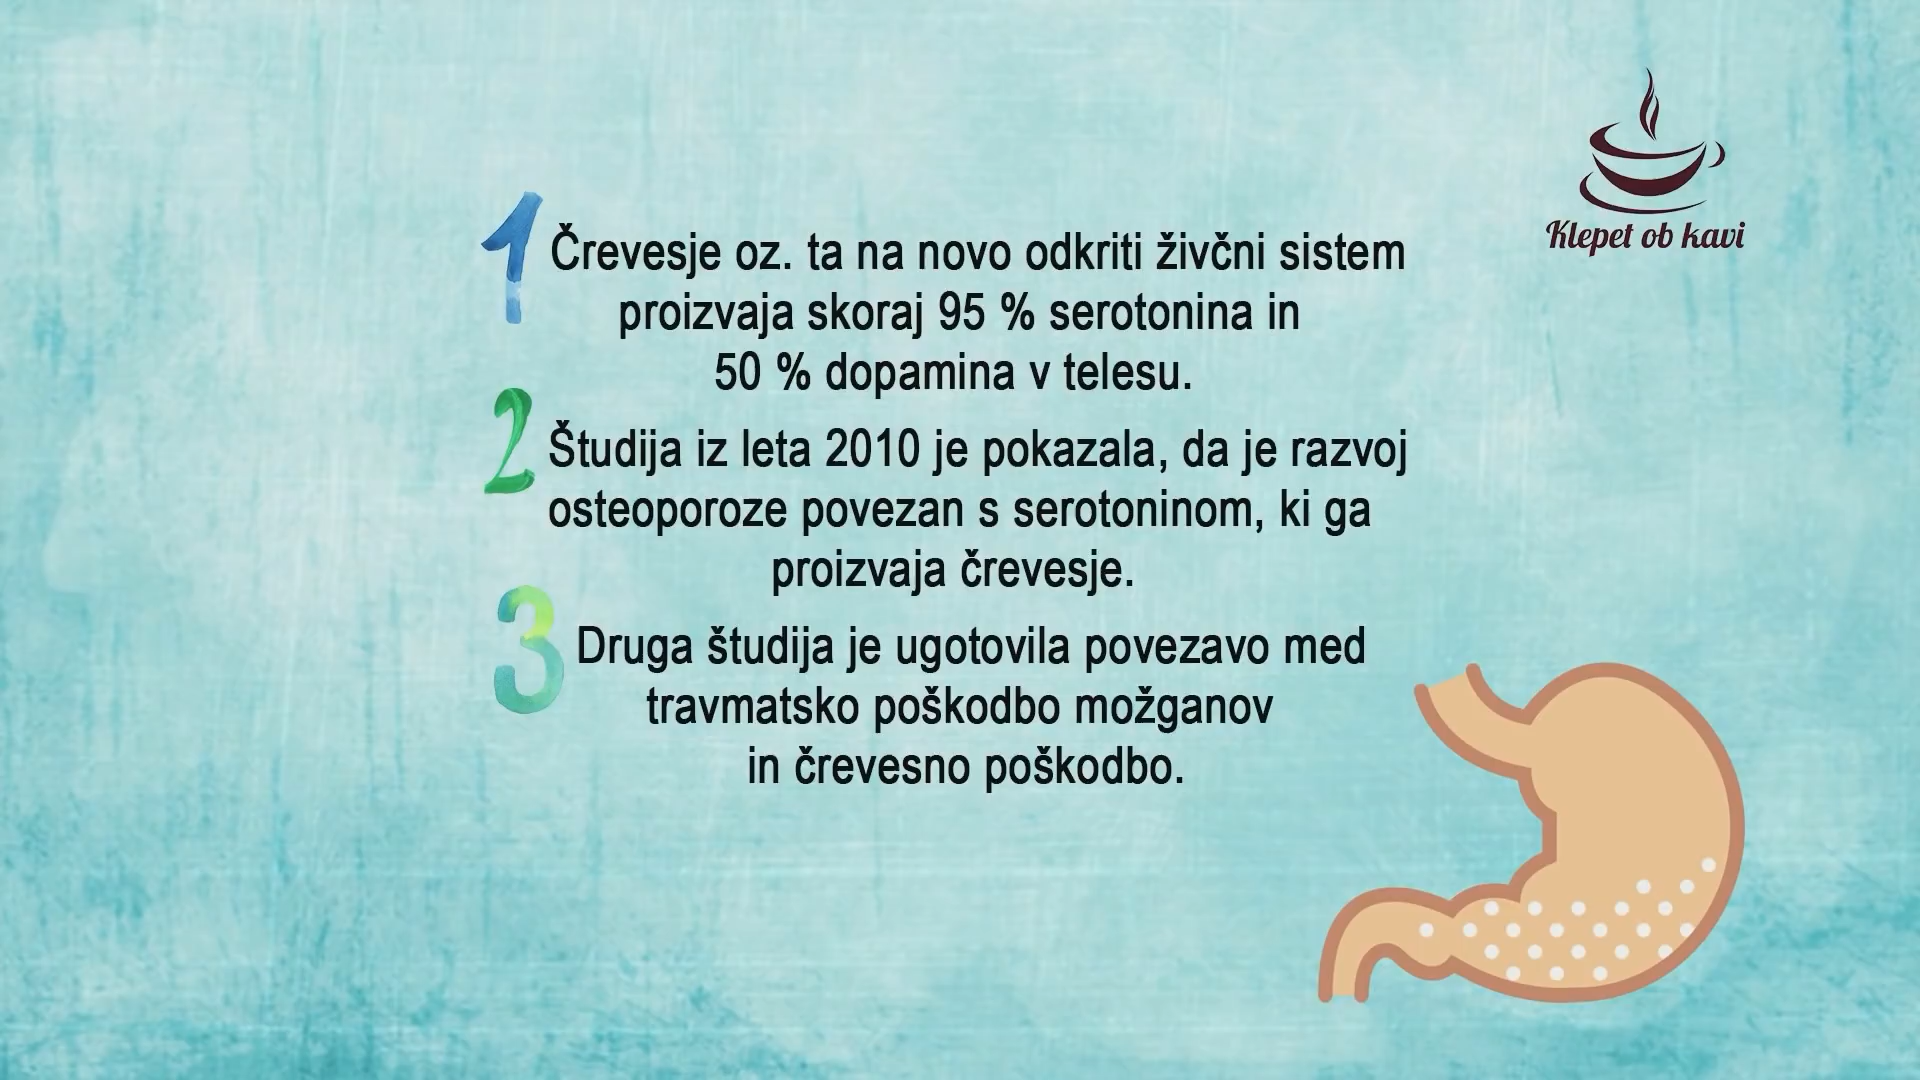 Klepet ob kavi
1 Črevesje oz. ta na novo odkriti živčni sistem
proizvaja skoraj 95 % serotonina in
50 % dopamina v telesu.
2 Študija iz leta 2010 je pokazala, da je razvoj
osteoporoze povezan s serotoninom, ki ga
proizvaja črevesje.
3 Druga študija je ugotovila povezavo med
travmatsko poškodbo možganov
in črevesno poškodbo.